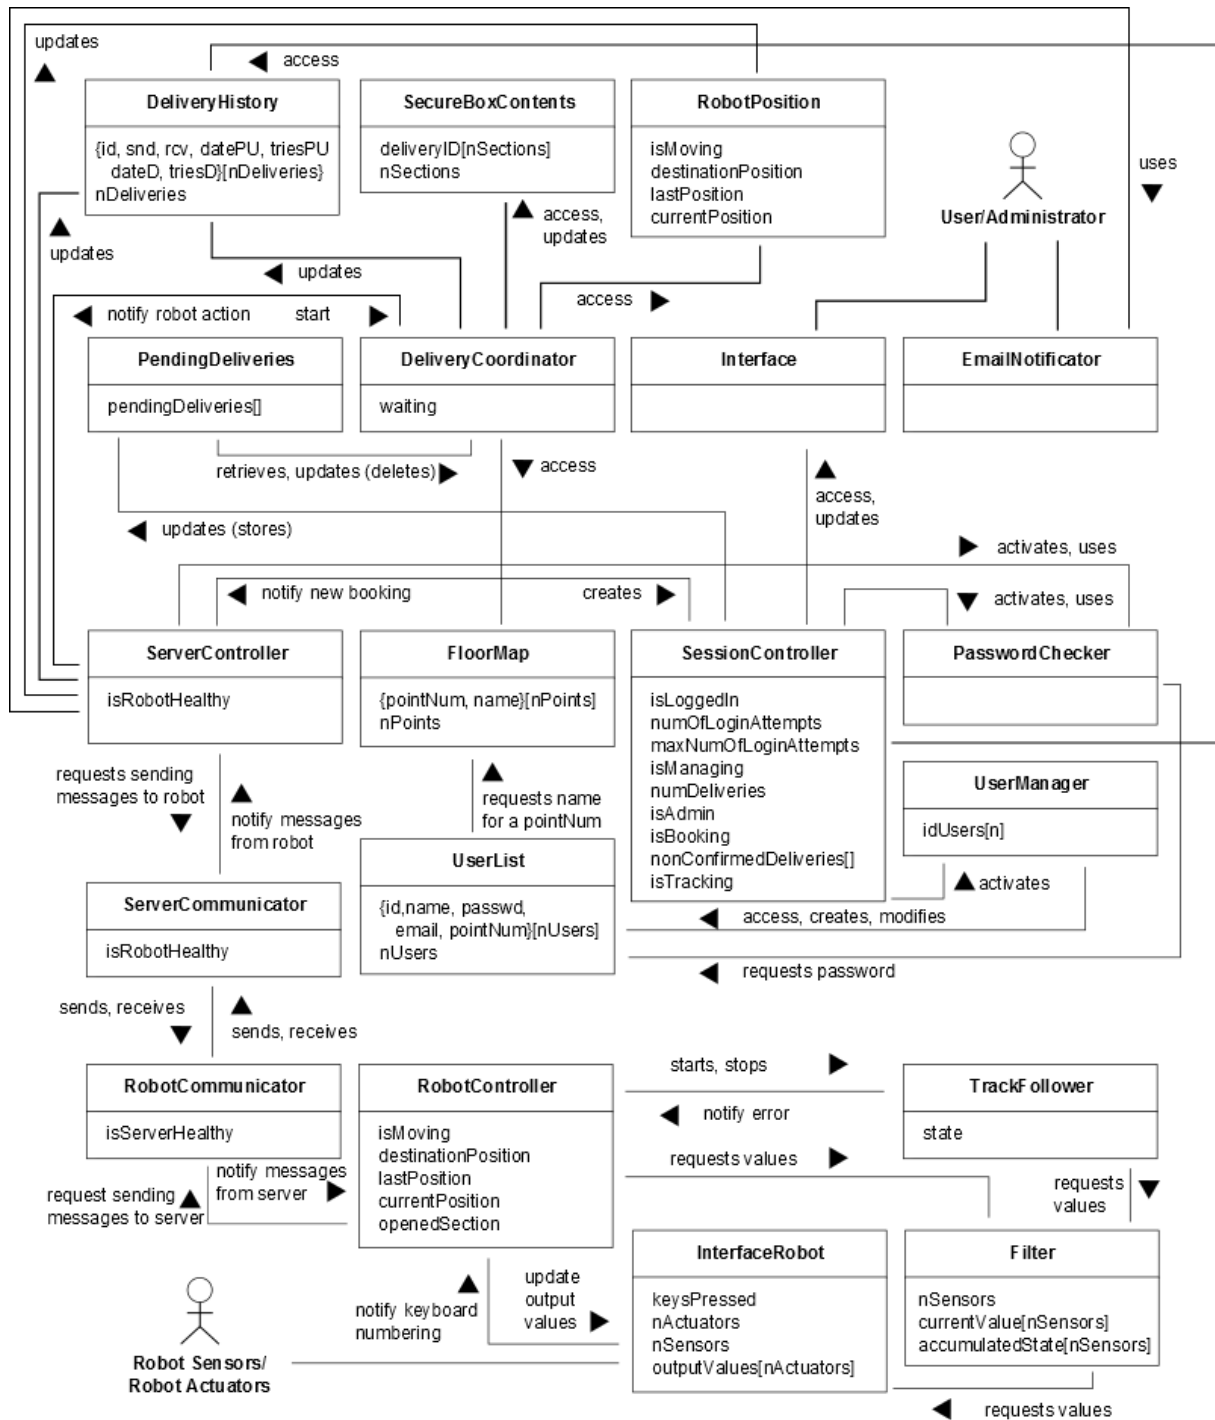 updates
access
DeliveryHistory
{id, snd, rcv, datePU, triesPU
dateD, triesD}[nDeliveries}
nDeliveries
SecureBoxContents
deliveryID[nSections]
nSections
RobotPosition
isMoving
destinationPosition
lastPosition
currentPosition
User/Administrator
uses
updates
access,
updates
updates
access
notify robot action
start
PendingDeliveries
pendingDeliveries[]
DeliveryCoordinator
waiting
Interface
EmailNotificator
retrieves, updates (deletes)
access
access,
updates
updates (stores)
activates, uses
notify new booking
creates
activates, uses
ServerController
isRobotHealthy
FloorMap
{pointNum, name}[nPoints]
nPoints
SessionController
isLoggedIn
numOfLoginAttempts
maxNumOfLoginAttempts
isManaging
numDeliveries
isAdmin
isBooking
nonConfirmedDeliveries[]
isTracking
PasswordChecker
requests sending
messages to robot
notify messages
from robot
requests name
for a pointNum
UserManager
idUsers[n]
UserList
{id,name, passwd,
email, pointNum}[nUsers]
nUsers
activates
access, creates, modifies
requests password
ServerCommunicator
isRobotHealthy
sends, receives
sends, receives
RobotCommunicator
isServerHealthy
RobotController
isMoving
destinationPosition
lastPosition
currentPosition
openedSection
starts, stops
notify error
requests values
TrackFollower
state
notify messages
from server
request sending
messages to server
requests
values
InterfaceRobot
keysPressed
nActuators
nSensors
outputValues[nActuators]
Filter
nSensors
currentValue[nSensors]
accumulatedState[nSensors]
update
output
values
notify keyboard
numbering
Robot Sensors/
Robot Actuators
requests values